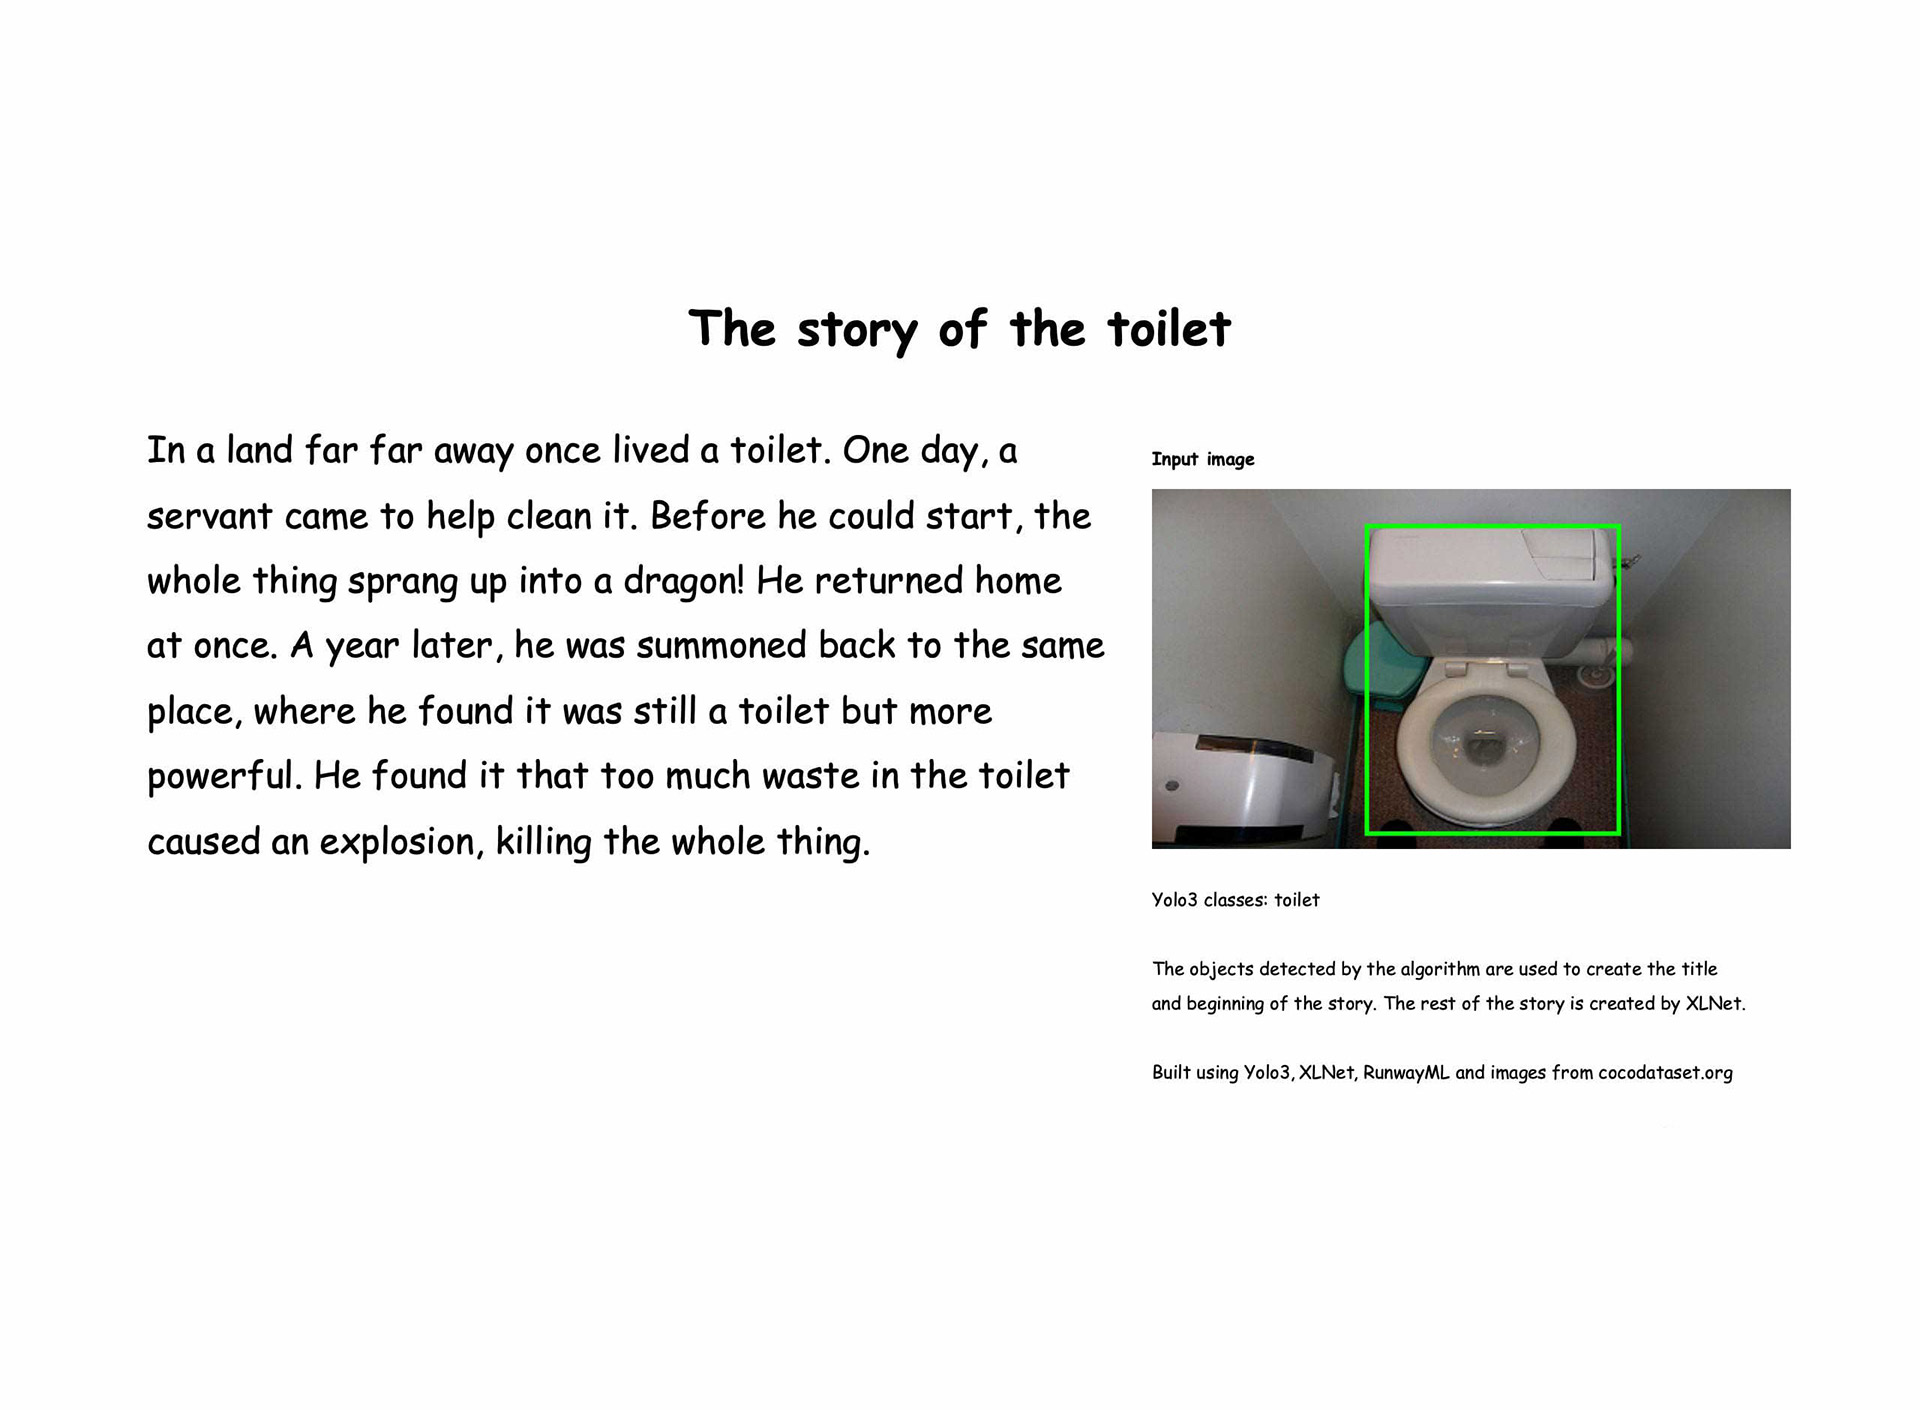 The story of the toilet
In a land far far away once lived a toilet. One day, a
servant came to help clean it. Before he could start, the
whole thing sprang up into a dragon! He returned home
at once. A year later, he was summoned back to the same
place, where he found it was still a toilet but more
powerful. He found it that too much waste in the toilet
caused an explosion, killing the whole thing.
Input image
Yolo3 classes: toilet
The objects detected by the algorithm are used to create the title
and beginning of the story. The rest of the story is created by XLNet.
Built using Yolo3, XLNet, RunwayML and images from cocodataset.org